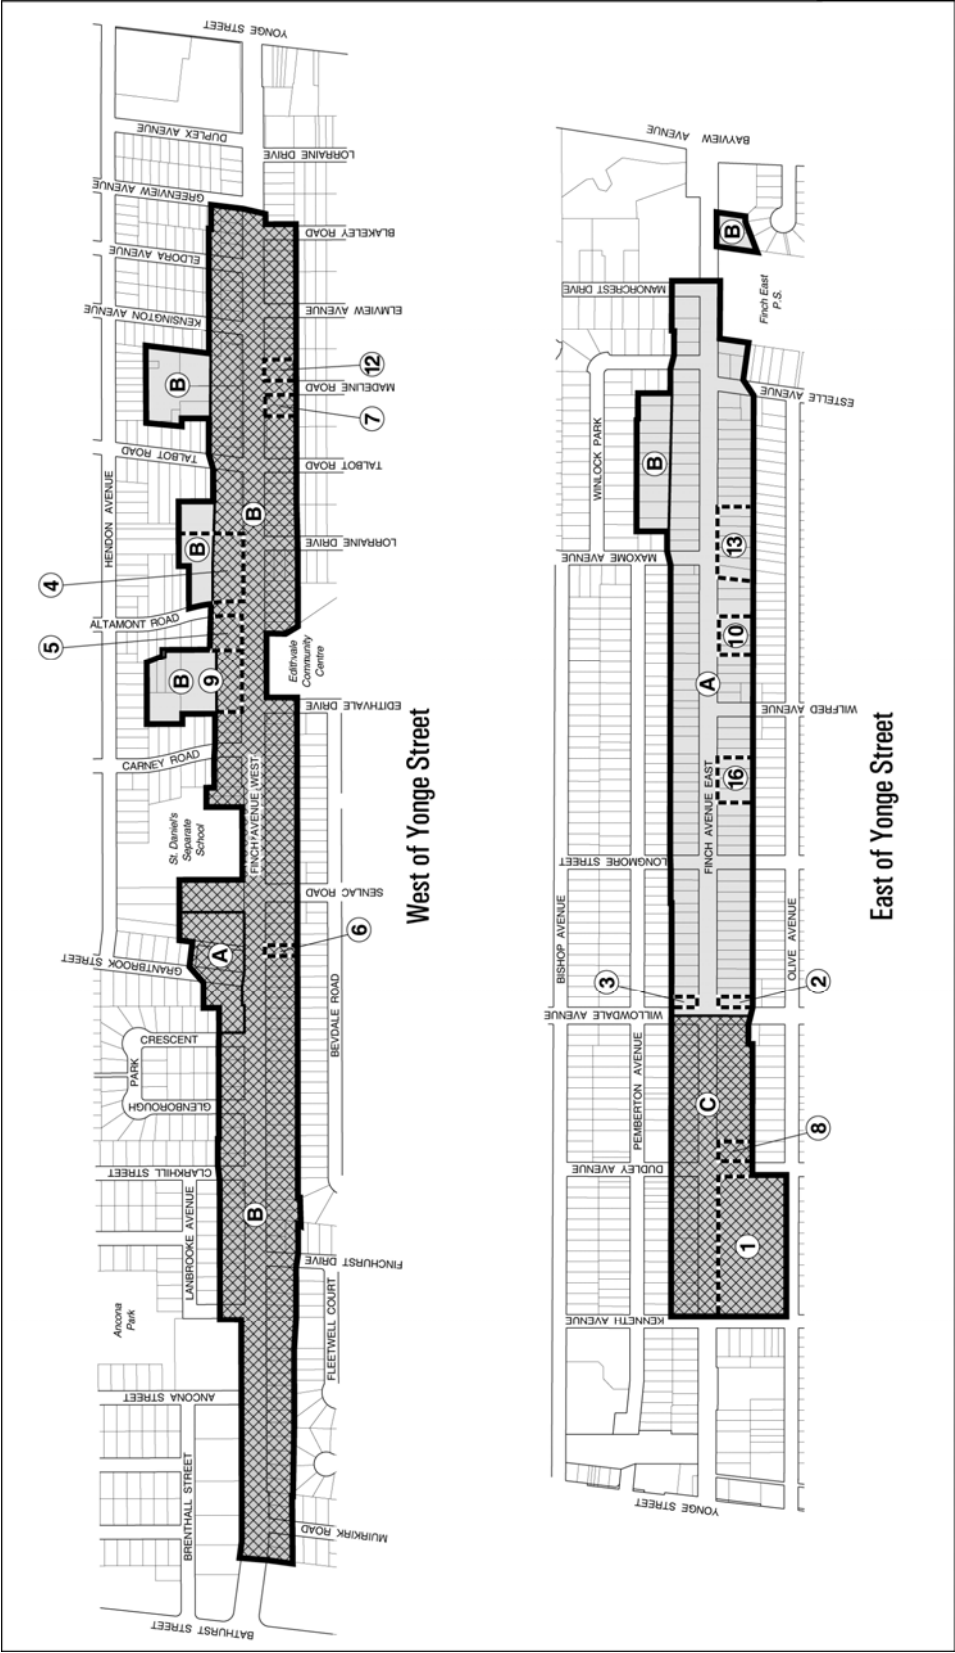 YONGE STREET
DUPLEX AVENUE
LORRAINE DRIVE
GREENVIEW AVENUE
BLAKELEY ROAD
ELDORA AVENUE
KENSINGTON AVENUE
ELMVIEW AVENUE
B
12
MADELINE ROAD
7
TALBOT ROAD
TALBOT ROAD
HENDON AVENUE
B
B
LORRAINE DRIVE
4
ALTAMONT ROAD
5
B
9
Edithvale
Community
Centre
EDITHVALE DRIVE
CARNEY ROAD
FINCH AVENUE WEST
St. Daniel's
Separate
School
SENLAC ROAD
6
A
GRANTBROOK STREET
BEVDALE ROAD
CRESCENT
PARK
GLENBOROUGH
CLARKHILL STREET
LANBROOKE AVENUE
B
FINCHURST DRIVE
FLEETWELL COURT
Ancona
Park
ANCONA STREET
BRENTHALL STREET
MUIRKIRK ROAD
BATHURST STREET
West of Yonge Street
BAYVIEW AVENUE
B
Finch East
P.S.
MANORCREST DRIVE
ESTELLE AVENUE
WINLOCK PARK
B
MAXOME AVENUE
13
10
A
WILFRED AVENUE
16
FINCH AVENUE EAST
LONGMORE STREET
BISHOP AVENUE
OLIVE AVENUE
3
2
WILLOWDALE AVENUE
PEMBERTON AVENUE
C
8
DUDLEY AVENUE
1
KENNETH AVENUE
YONGE STREET
East of Yonge Street